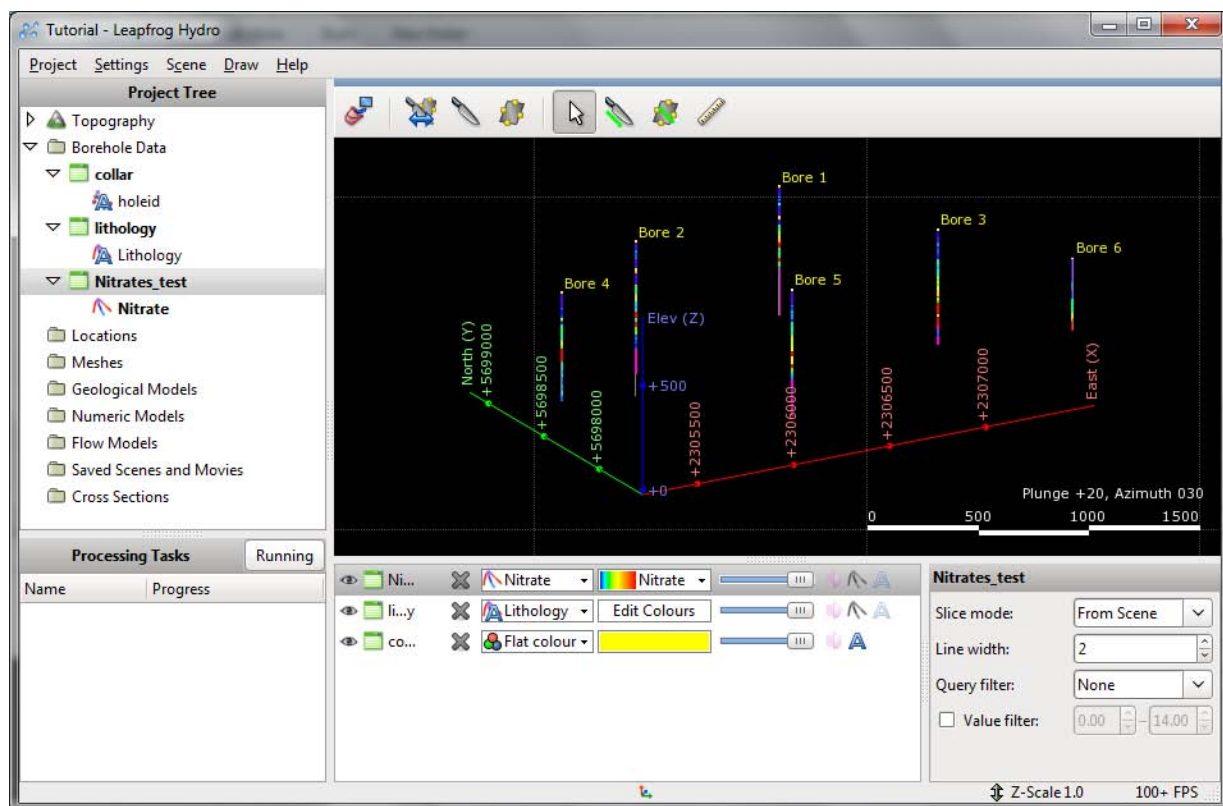 Tutorial - Leapfrog Hydro
Project Settings Scene Draw Help
Project Tree
Topography
Borehole Data
collar
holeid
lithology
Lithology
Nitrates_test
Nitrate
Locations
Meshes
Geological Models
Numeric Models
Flow Models
Saved Scenes and Movies
Cross Sections
Processing Tasks Running
Name Progress
Bore 1
Bore 2
Bore 3
Bore 4
Bore 5
Bore 6
Elev (Z)
+500
+0
North (Y)
+5699000
+5698500
+5698000
+2305500
+2306000
+2306500
+2307000
East (X)
Plunge +20, Azimuth 030
0 500 1000 1500
Ni... Nitrate Nitrate
li...y Lithology Edit Colours
co... Flat colour
Nitrates_test
Slice mode: From Scene
Line width: 2
Query filter: None
Value filter: 0.00 – 14.00
Z-Scale 1.0 100+ FPS